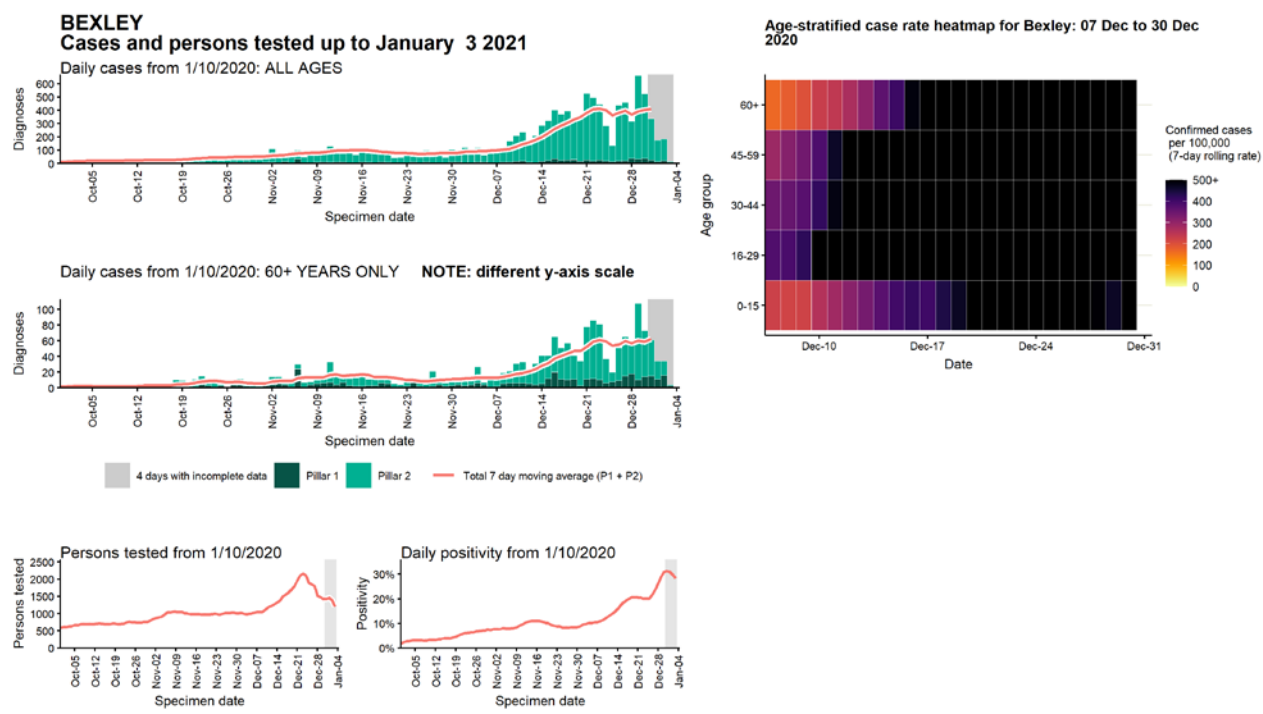 BEXLEY
Cases and persons tested up to January 3 2021
Daily cases from 1/10/2020: ALL AGES
Diagnoses
600
500
400
300
200
100
0
Oct-05
Oct-12
Oct-19
Oct-26
Nov-02
Nov-09
Nov-16
Nov-23
Nov-30
Dec-07
Dec-14
Dec-21
Dec-28
Jan-04
Specimen date
Daily cases from 1/10/2020: 60+ YEARS ONLY NOTE: different y-axis scale
Diagnoses
100
80
60
40
20
0
Oct-05
Oct-12
Oct-19
Oct-26
Nov-02
Nov-09
Nov-16
Nov-23
Nov-30
Dec-07
Dec-14
Dec-21
Dec-28
Jan-04
Specimen date
4 days with incomplete data Pillar 1 Pillar 2 Total 7 day moving average (P1 + P2)
Persons tested from 1/10/2020
Persons tested
2500
2000
1500
1000
500
0
Oct-05
Oct-12
Oct-19
Oct-26
Nov-02
Nov-09
Nov-16
Nov-23
Nov-30
Dec-07
Dec-14
Dec-21
Dec-28
Jan-04
Specimen date
Daily positivity from 1/10/2020
Positivity
30%
20%
10%
0%
Oct-05
Oct-12
Oct-19
Oct-26
Nov-02
Nov-09
Nov-16
Nov-23
Nov-30
Dec-07
Dec-14
Dec-21
Dec-28
Jan-04
Specimen date
Age-stratified case rate heatmap for Bexley: 07 Dec to 30 Dec
2020
Age group
60+
45-59
30-44
16-29
0-15
Dec-10
Dec-17
Dec-24
Dec-31
Date
Confirmed cases
per 100,000
(7-day rolling rate)
500+
400
300
200
100
0